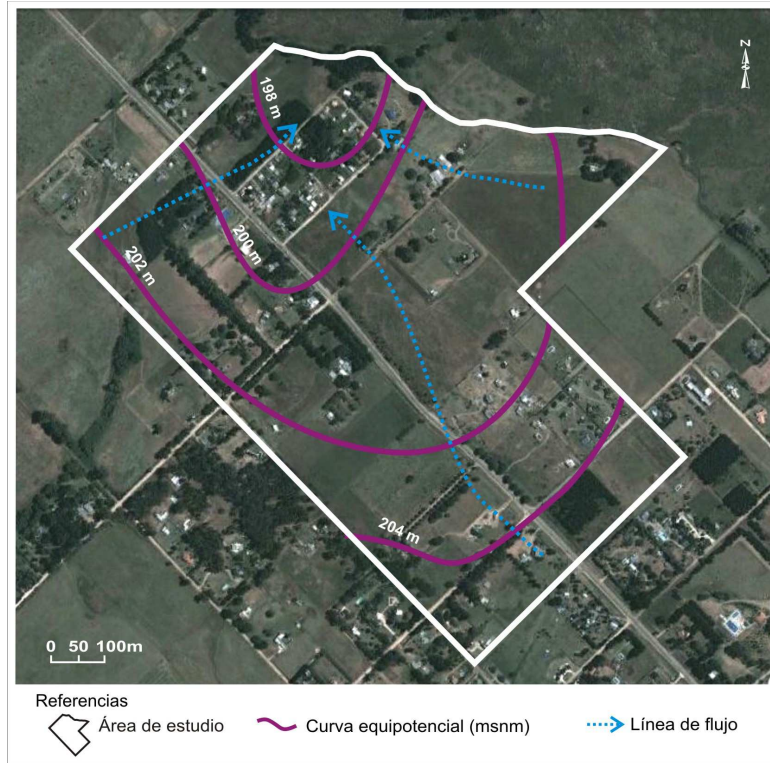 N
198 m
200 m
202 m
204 m
0 50 100m
Referencias
Área de estudio
Curva equipotencial (msnm)
Línea de flujo